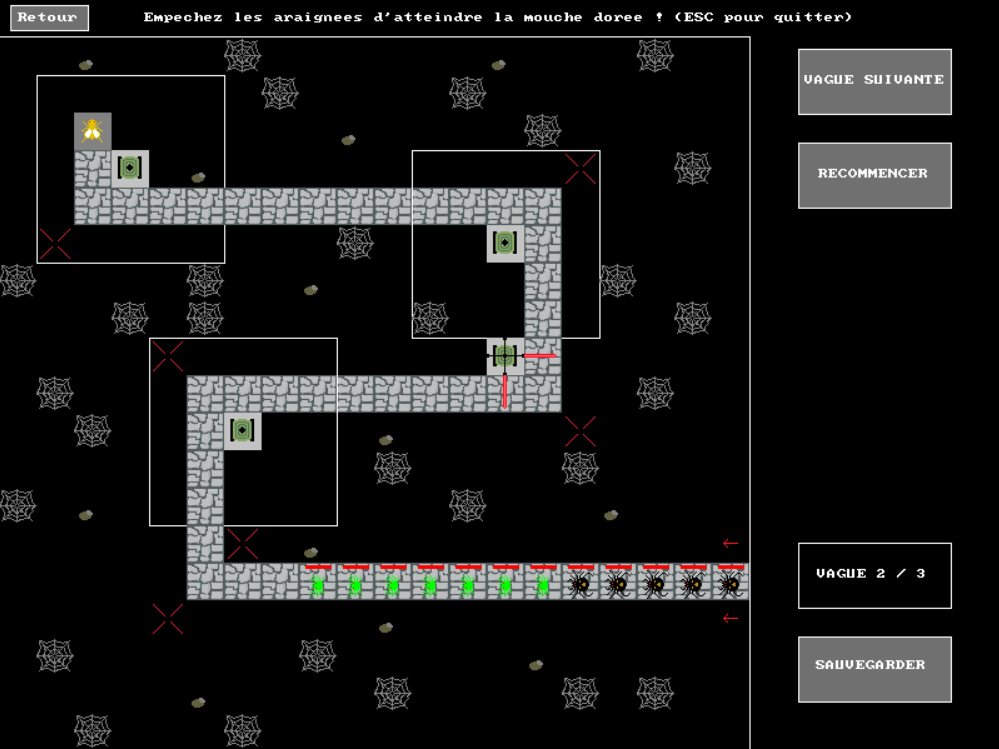 Retour
Empechez les araignees d'atteindre la mouche doree ! (ESC pour quitter)
VAGUE SUIVANTE
RECOMMENCER
VAGUE 2 / 3
SAUVEGARDER